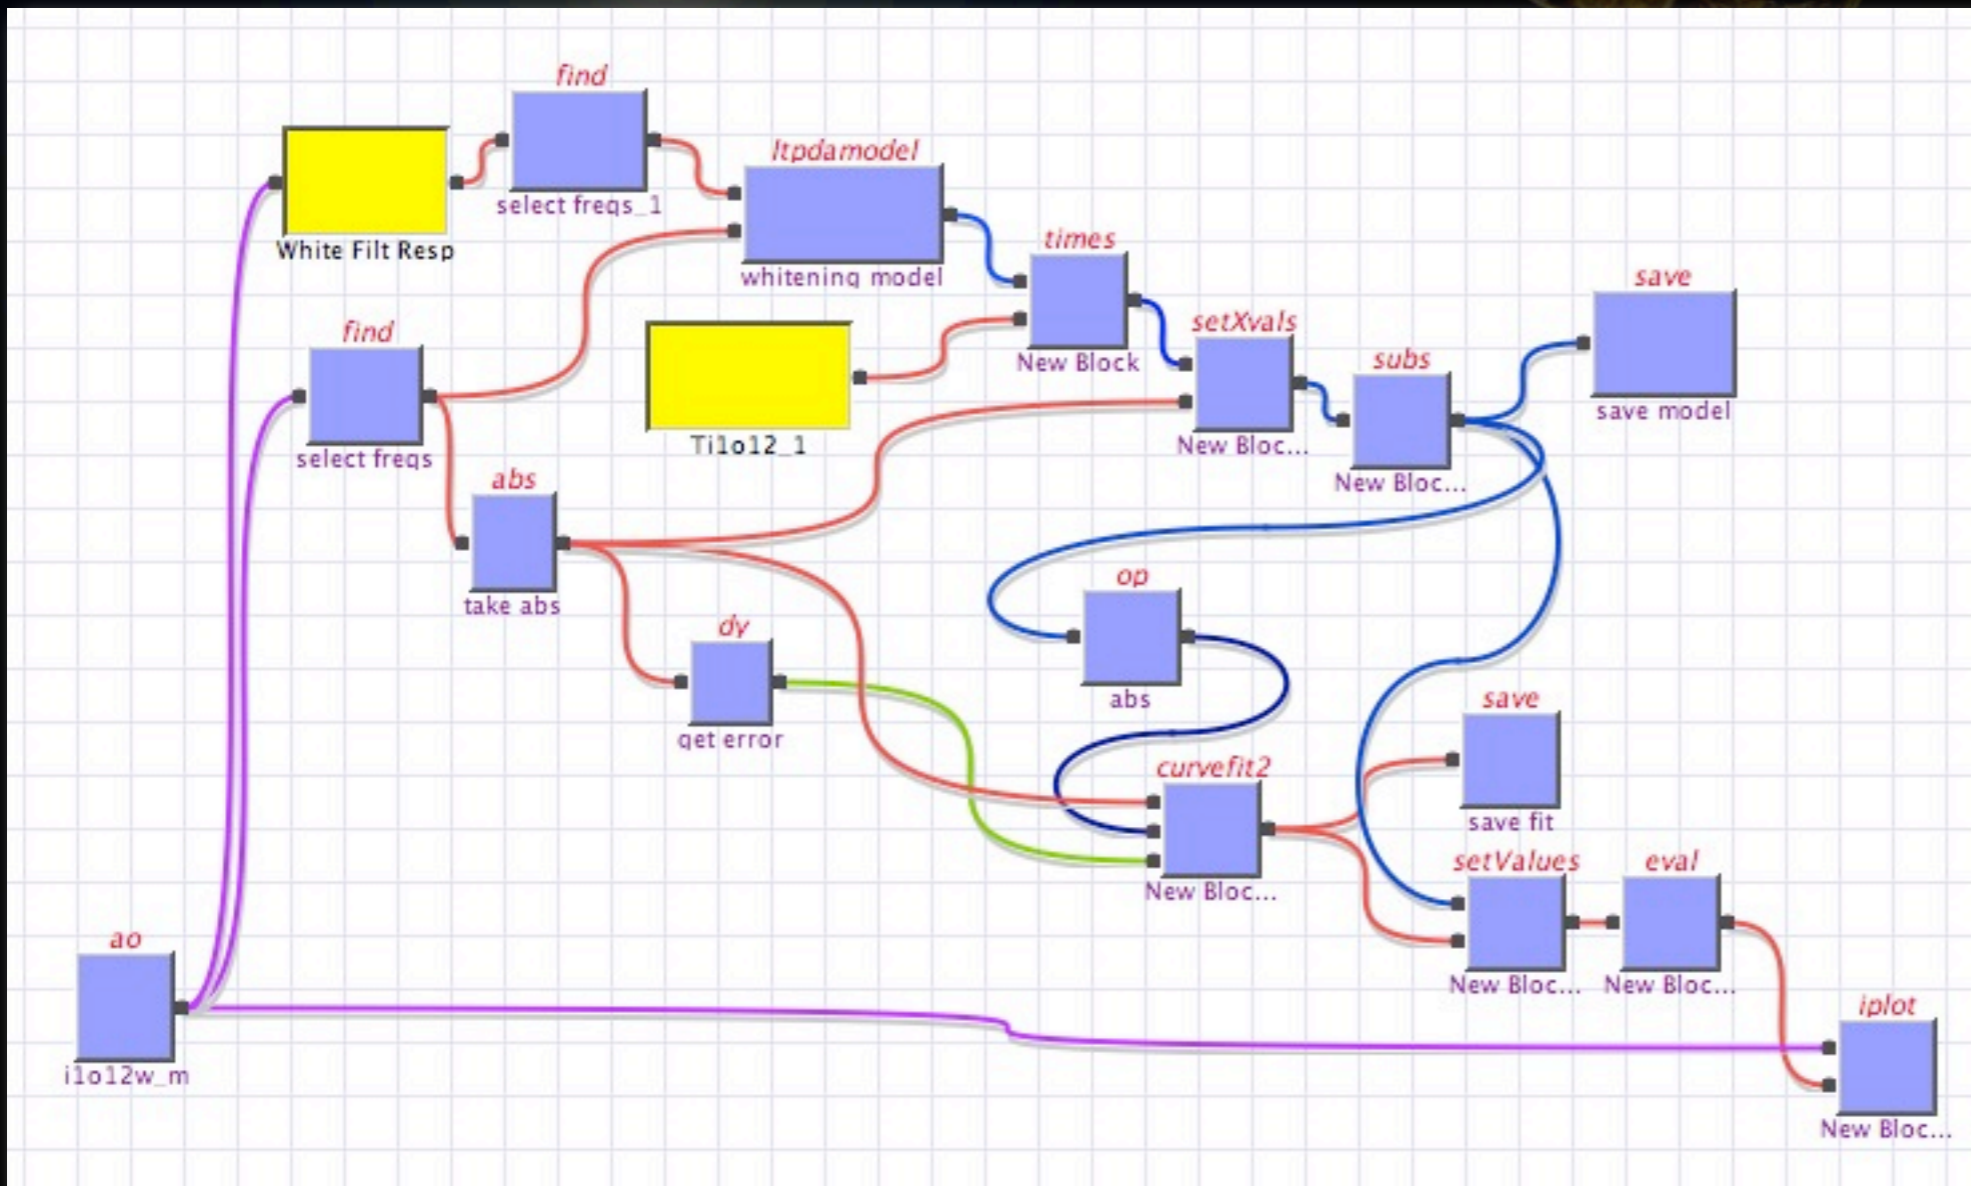 find
select freqs_1
White Filt Resp
ltpdamodel
whitening model
times
New Block
find
select freqs
Ti1o12_1
setXvals
New Bloc...
subs
New Bloc...
save
save model
abs
take abs
op
abs
dy
get error
curvefit2
New Bloc...
save
save fit
setValues
New Bloc...
eval
New Bloc...
ao
i1o12w_m
iplot
New Bloc...